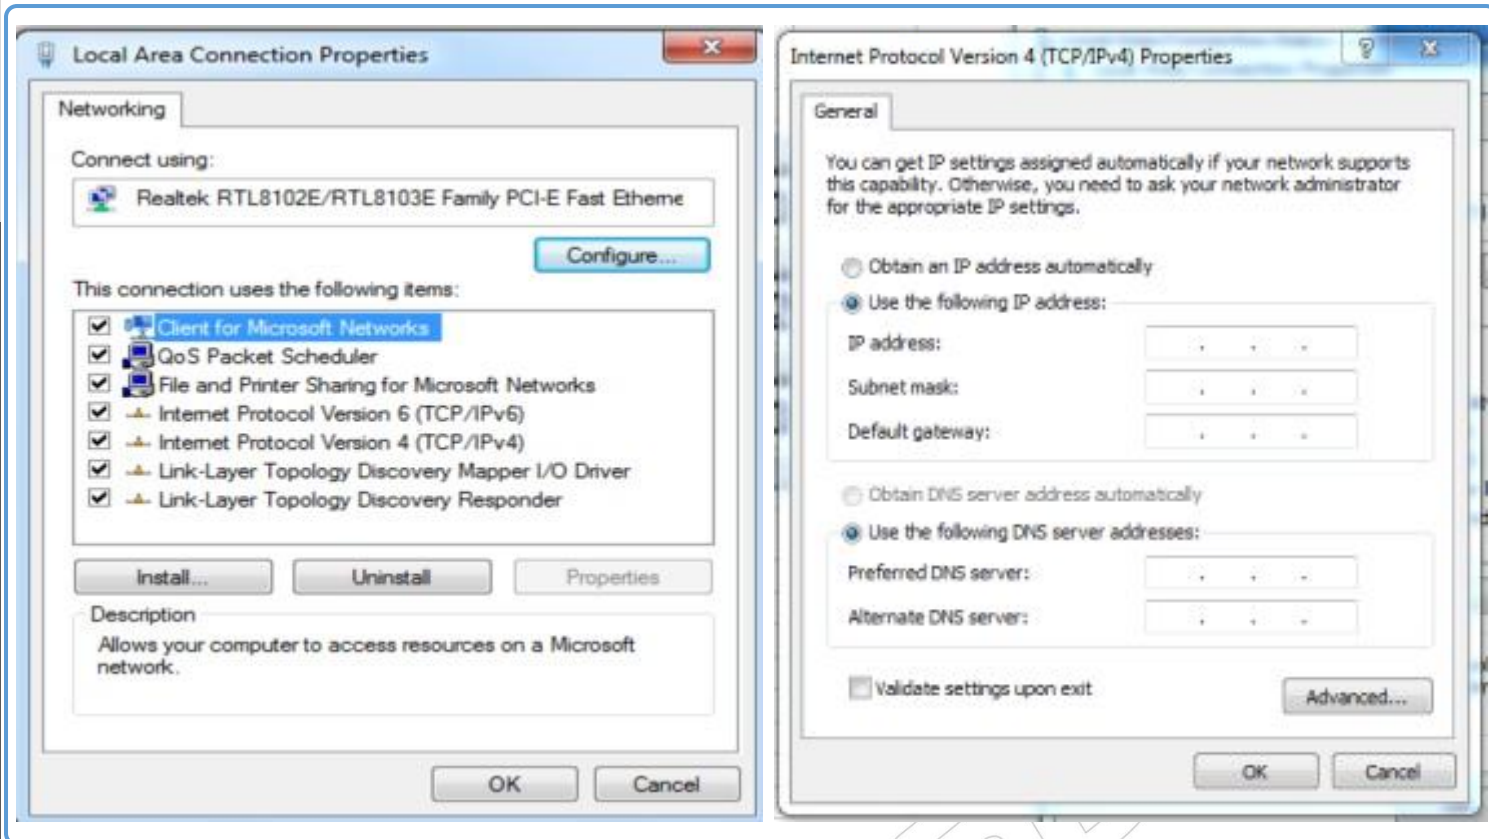 Local Area Connection Properties
Networking
Connect using:
Realtek RTL8102E/RTL8103E Family PCI-E Fast Etherne
Configure...
This connection uses the following items:
Client for Microsoft Networks
QoS Packet Scheduler
File and Printer Sharing for Microsoft Networks
Internet Protocol Version 6 (TCP/IPv6)
Internet Protocol Version 4 (TCP/IPv4)
Link-Layer Topology Discovery Mapper I/O Driver
Link-Layer Topology Discovery Responder
Install...
Uninstall
Properties
Description
Allows your computer to access resources on a Microsoft
network.
OK
Cancel
Internet Protocol Version 4 (TCP/IPv4) Properties
General
You can get IP settings assigned automatically if your network supports
this capability. Otherwise, you need to ask your network administrator
for the appropriate IP settings.
Obtain an IP address automatically
Use the following IP address:
IP address:
Subnet mask:
Default gateway:
Obtain DNS server address automatically
Use the following DNS server addresses:
Preferred DNS server:
Alternate DNS server:
Validate settings upon exit
Advanced...
OK
Cancel